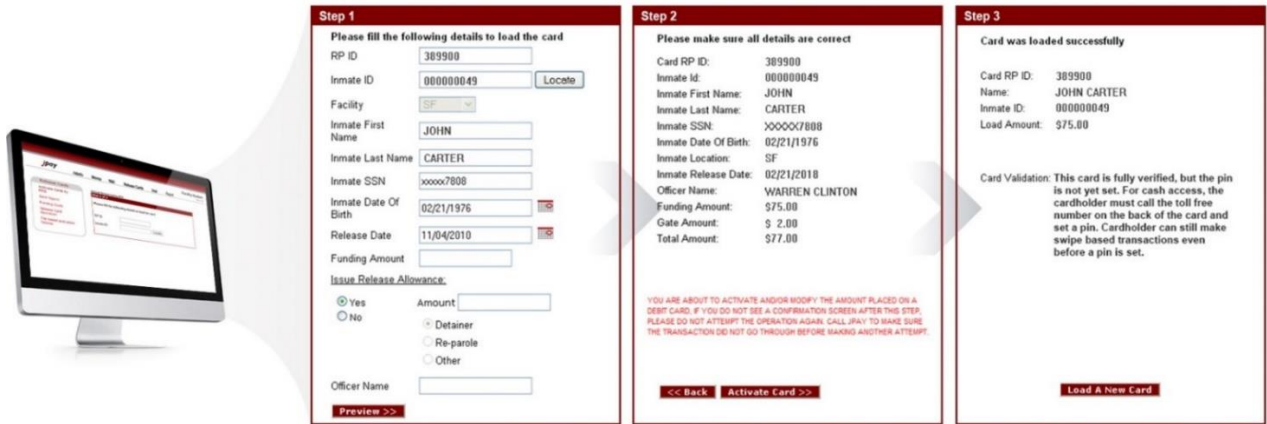 Step 1
Please fill the following details to load the card
RP ID 389900
Inmate ID 000000049 Locate
Facility SF
Inmate First
Name JOHN
Inmate Last Name CARTER
Inmate SSN xxxxx7808
Inmate Date Of
Birth 02/21/1976
Release Date 11/04/2010
Funding Amount
Issue Release Allowance:
Yes Amount
No
Detainer
Re-parole
Other
Officer Name
Preview >>
Step 2
Please make sure all details are correct
Card RP ID: 389900
Inmate Id: 000000049
Inmate First Name: JOHN
Inmate Last Name: CARTER
Inmate SSN: XXXXX7808
Inmate Date Of Birth: 02/21/1976
Inmate Location: SF
Inmate Release Date: 02/21/2018
Officer Name: WARREN CLINTON
Funding Amount: $75.00
Gate Amount: $ 2.00
Total Amount: $77.00
YOU ARE ABOUT TO ACTIVATE AND/OR MODIFY THE AMOUNT PLACED ON A
DEBIT CARD, IF YOU DO NOT SEE A CONFIRMATION SCREEN AFTER THIS STEP,
PLEASE DO NOT ATTEMPT THE OPERATION AGAIN. CALL JPAY TO MAKE SURE
THE TRANSACTION DID NOT GO THROUGH BEFORE MAKING ANOTHER ATTEMPT.
<< Back Activate Card >>
Step 3
Card was loaded successfully
Card RP ID: 389900
Name: JOHN CARTER
Inmate ID: 000000049
Load Amount: $75.00
Card Validation: This card is fully verified, but the pin
is not yet set. For cash access, the
cardholder must call the toll free
number on the back of the card and
set a pin. Cardholder can still make
swipe based transactions even
before a pin is set.
Load A New Card
JPay